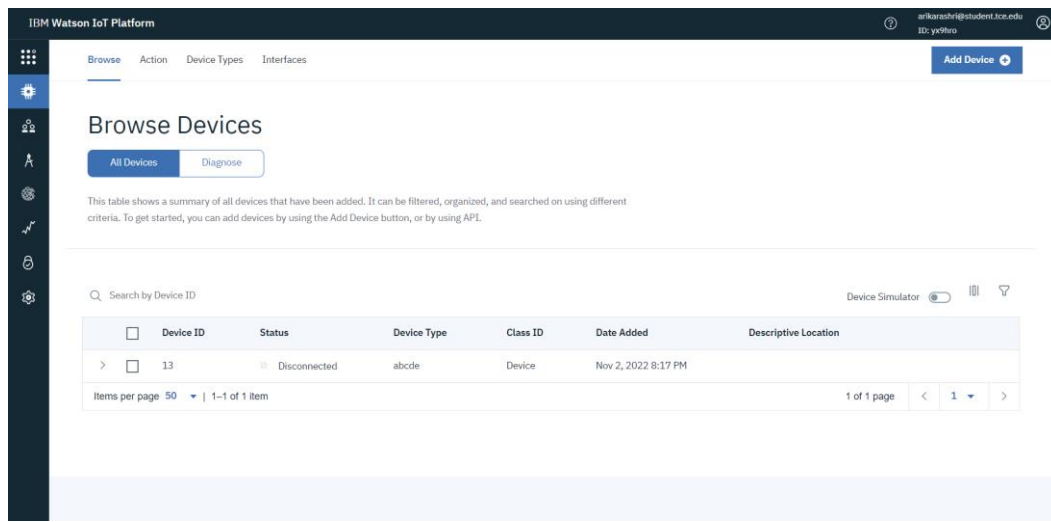 IBM Watson IoT Platform
arikarashri@student.tce.edu
ID: yx9hro
Browse Action Device Types Interfaces
Add Device
Browse Devices
All Devices Diagnose
This table shows a summary of all devices that have been added. It can be filtered, organized, and searched on using different
criteria. To get started, you can add devices by using the Add Device button, or by using API.
Search by Device ID
Device Simulator
Device ID Status Device Type Class ID Date Added Descriptive Location
13 Disconnected abcde Device Nov 2, 2022 8:17 PM
Items per page 50 | 1–1 of 1 item
1 of 1 page < 1 >